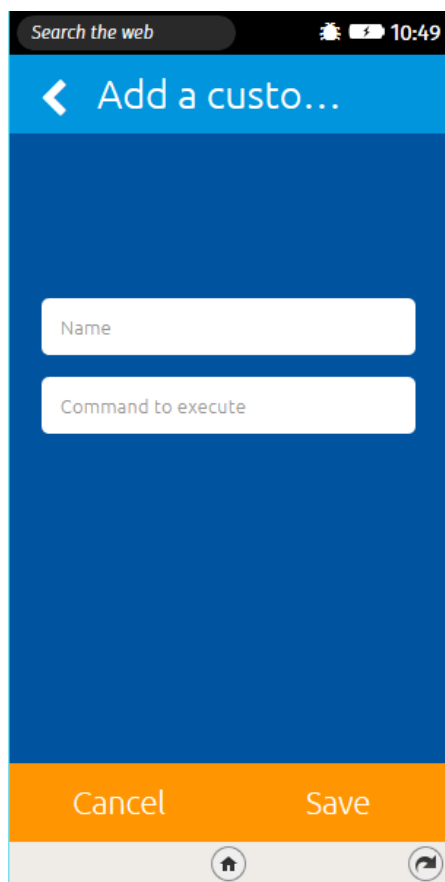 Search the web
10:49
Add a custo...
Name
Command to execute
Cancel
Save